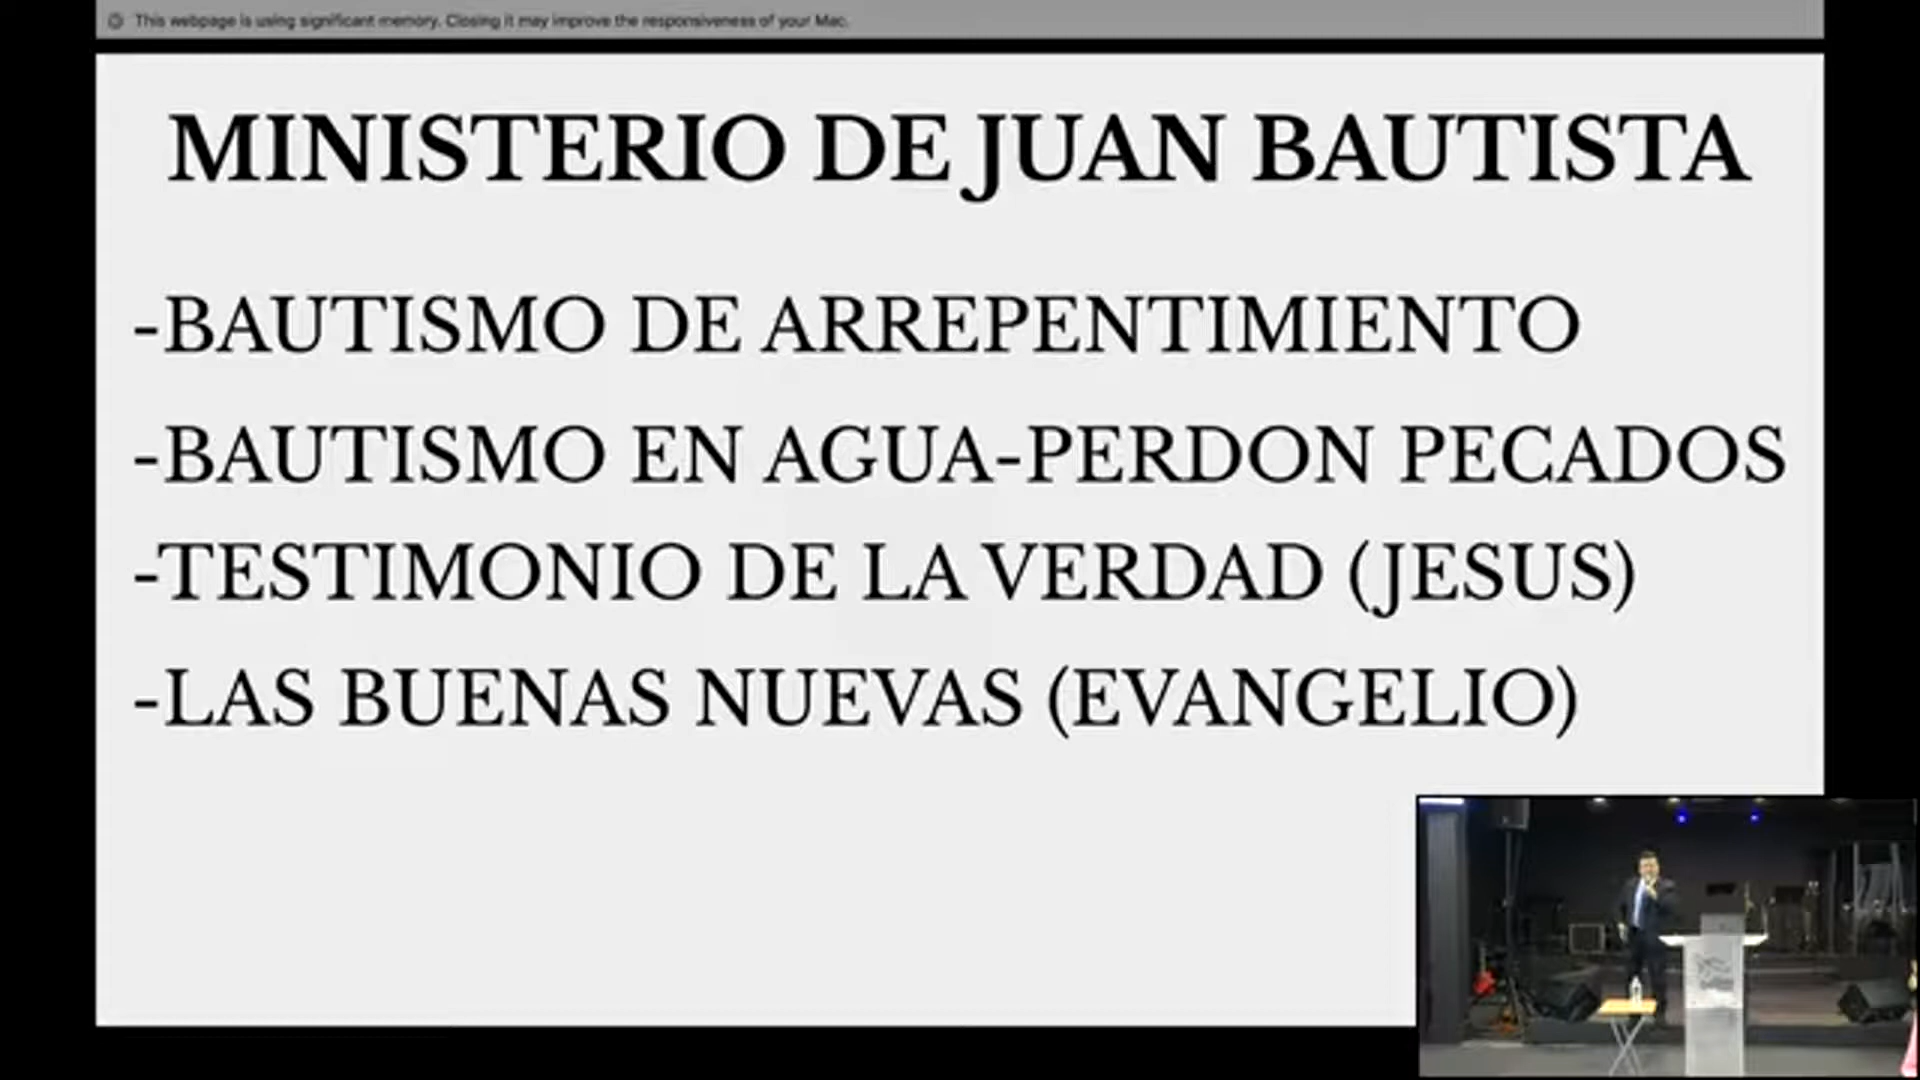 This webpage is using significant memory. Closing it may improve the responsiveness of your Mac.
MINISTERIO DE JUAN BAUTISTA
-BAUTISMO DE ARREPENTIMIENTO
-BAUTISMO EN AGUA-PERDON PECADOS
-TESTIMONIO DE LA VERDAD (JESUS)
-LAS BUENAS NUEVAS (EVANGELIO)